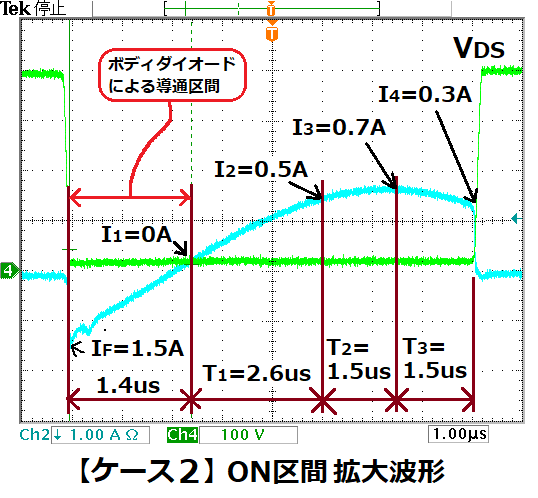 Tek 停止
T
T
ボディダイオード
による導通区間
VDS
I4=0.3A
I3=0.7A
I2=0.5A
I1=0A
4
IF=1.5A
1.4us
T1=2.6us
T2=
1.5us
T3=
1.5us
Ch2 ↓ 1.00 A Ω
Ch4 100 V
1.00µs
【ケース２】ON区間 拡大波形